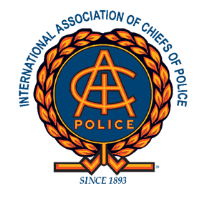 INTERNATIONAL ASSOCIATION OF CHIEFS OF POLICE
IACP
POLICE
SINCE 1893